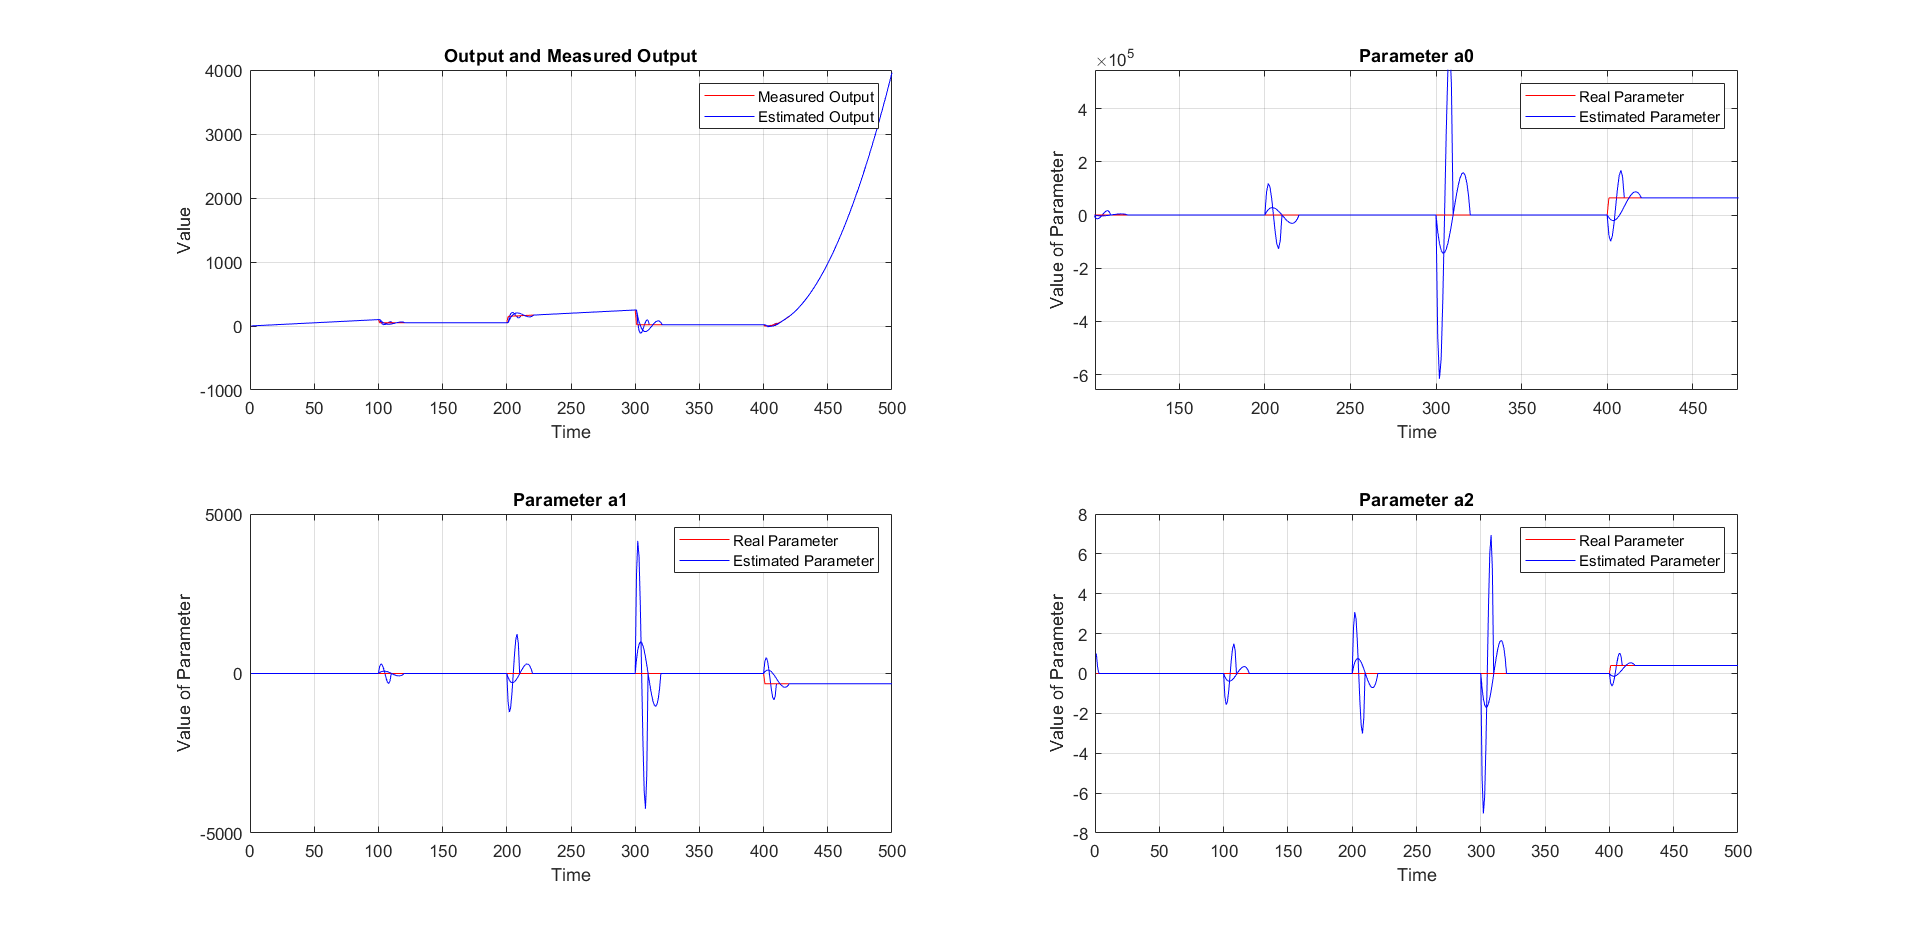 Output and Measured Output
4000
3000
2000
1000
0
-1000
Value
Measured Output
Estimated Output
0 50 100 150 200 250 300 350 400 450 500
Time
Parameter a0
×10^5
4
2
0
-2
-4
-6
Value of Parameter
Real Parameter
Estimated Parameter
150 200 250 300 350 400 450
Time
Parameter a1
5000
0
-5000
Value of Parameter
Real Parameter
Estimated Parameter
0 50 100 150 200 250 300 350 400 450 500
Time
Parameter a2
8
6
4
2
0
-2
-4
-6
-8
Value of Parameter
Real Parameter
Estimated Parameter
0 50 100 150 200 250 300 350 400 450 500
Time